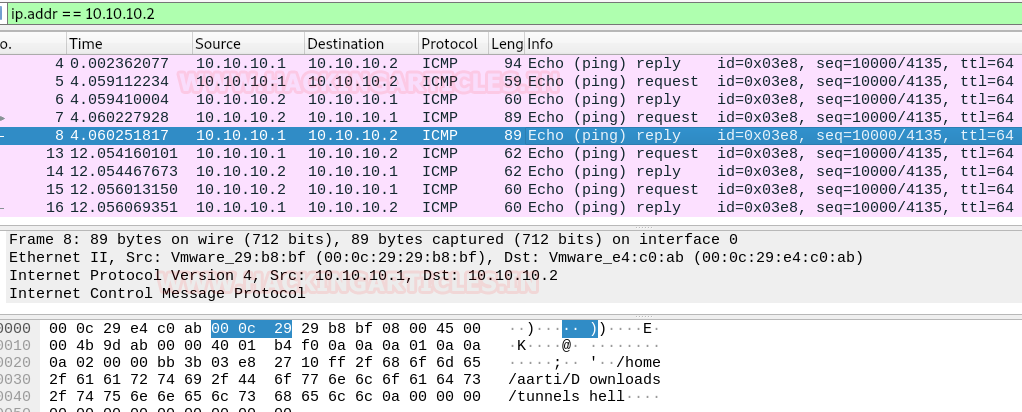 ip.addr == 10.10.10.2
o. Time Source Destination Protocol Leng Info
4 0.002362077 10.10.10.1 10.10.10.2 ICMP 94 Echo (ping) reply id=0x03e8, seq=10000/4135, ttl=64
5 4.059112234 10.10.10.1 10.10.10.2 ICMP 59 Echo (ping) request id=0x03e8, seq=10000/4135, ttl=64
6 4.059410004 10.10.10.2 10.10.10.1 ICMP 60 Echo (ping) reply id=0x03e8, seq=10000/4135, ttl=64
7 4.060227928 10.10.10.2 10.10.10.1 ICMP 89 Echo (ping) request id=0x03e8, seq=10000/4135, ttl=64
8 4.060251817 10.10.10.1 10.10.10.2 ICMP 89 Echo (ping) reply id=0x03e8, seq=10000/4135, ttl=64
13 12.054160101 10.10.10.1 10.10.10.2 ICMP 62 Echo (ping) request id=0x03e8, seq=10000/4135, ttl=64
14 12.054467673 10.10.10.2 10.10.10.1 ICMP 62 Echo (ping) reply id=0x03e8, seq=10000/4135, ttl=64
15 12.056013150 10.10.10.2 10.10.10.1 ICMP 60 Echo (ping) request id=0x03e8, seq=10000/4135, ttl=64
16 12.056069351 10.10.10.1 10.10.10.2 ICMP 60 Echo (ping) reply id=0x03e8, seq=10000/4135, ttl=64
WWW.HACKINGARTICLES.IN
Frame 8: 89 bytes on wire (712 bits), 89 bytes captured (712 bits) on interface 0
Ethernet II, Src: Vmware_29:b8:bf (00:0c:29:29:b8:bf), Dst: Vmware_e4:c0:ab (00:0c:29:e4:c0:ab)
Internet Protocol Version 4, Src: 10.10.10.1, Dst: 10.10.10.2
Internet Control Message Protocol
WWW.HACKINGARTICLES.IN
0000 00 0c 29 e4 c0 ab 00 0c 29 29 b8 bf 08 00 45 00 ··)·····))····E·
0010 00 4b 9d ab 00 00 40 01 b4 f0 0a 0a 0a 01 0a 0a ·K····@·········
0020 0a 02 00 00 bb 3b 03 e8 27 10 ff 2f 68 6f 6d 65 ·····;··'··/home
0030 2f 61 61 72 74 69 2f 44 6f 77 6e 6c 6f 61 64 73 /aarti/D ownloads
0040 2f 74 75 6e 6e 65 6c 73 68 65 6c 6c 0a 00 00 00 /tunnels hell····